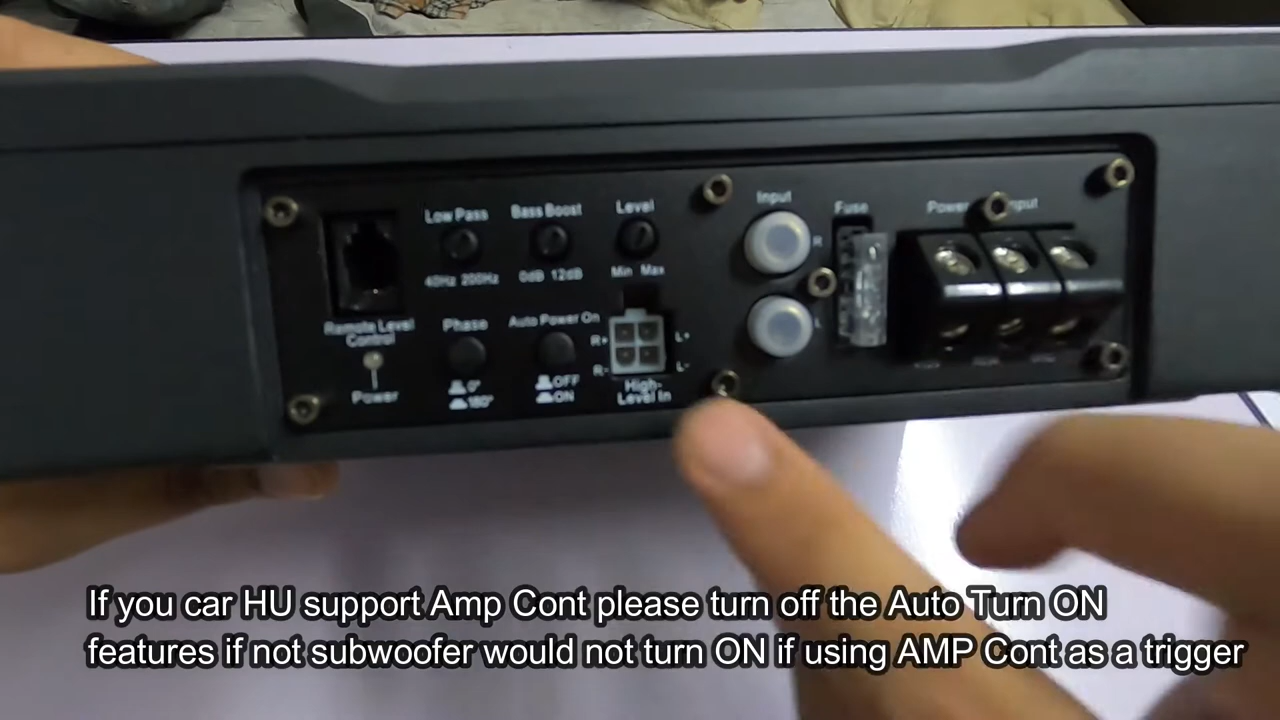 Low Pass
Bass Boost
Level
Input
Fuse
Power Input
R
40Hz 200Hz
0dB 12dB
Min Max
Remote Level
Control
Phase
Auto Power On
R+
L+
L
R-
L-
0°
180°
OFF
ON
High-
Level In
Power
If you car HU support Amp Cont please turn off the Auto Turn ON
features if not subwoofer would not turn ON if using AMP Cont as a trigger